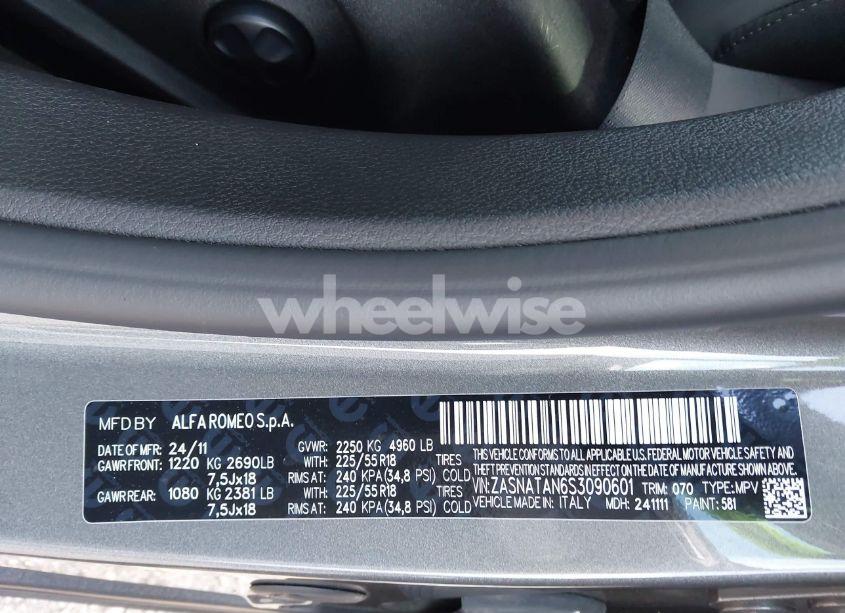 wheelwise
MFD BY ALFA ROMEO S.p.A.
DATE OF MFR: 24/11 GVWR: 2250 KG 4960 LB
GAWR FRONT: 1220 KG 2690LB WITH: 225/55 R18 TIRES
7,5Jx18 RIMS AT: 240 KPA (34,8 PSI) COLD
GAWR REAR: 1080 KG 2381 LB WITH: 225/55 R18 TIRES
7,5Jx18 RIMS AT: 240 KPA (34,8 PSI) COLD
THIS VEHICLE CONFORMS TO ALL APPLICABLE U.S. FEDERAL MOTOR VEHICLE SAFETY AND
THEFT PREVENTION STANDARDS IN EFFECT ON THE DATE OF MANUFACTURE SHOWN ABOVE.
VIN: ZASNATAN6S3090601 TRIM: 070 TYPE: MPV
VEHICLE MADE IN: ITALY MDH: 241111 PAINT: 581